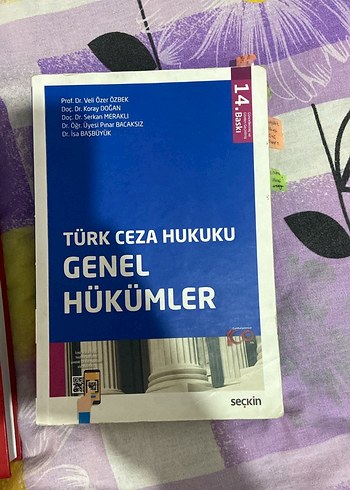 Prof. Dr. Veli Özer ÖZBEK
Doç. Dr. Koray DOĞAN
Doç. Dr. Serkan MERAKLI
Dr. Öğr. Üyesi Pınar BACAKSIZ
Dr. İsa BAŞBÜYÜK
14. Baskı
TÜRK CEZA HUKUKU
GENEL
HÜKÜMLER
seçkin